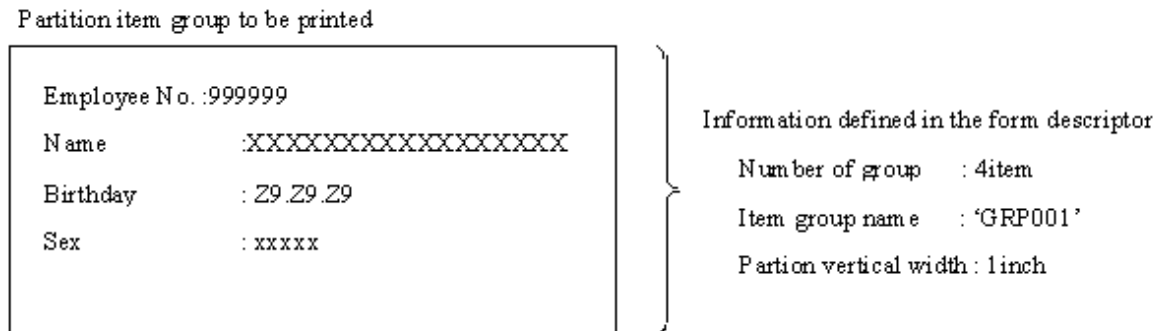 Partition item group to be printed
Employee No. :999999
Name :XXXXXXXXXXXXXXXXXX
Birthday : Z9.Z9.Z9
Sex : xxxxx
Information defined in the form descriptor
Number of group : 4item
Item group name : ‘GRP001’
Partion vertical width : 1inch